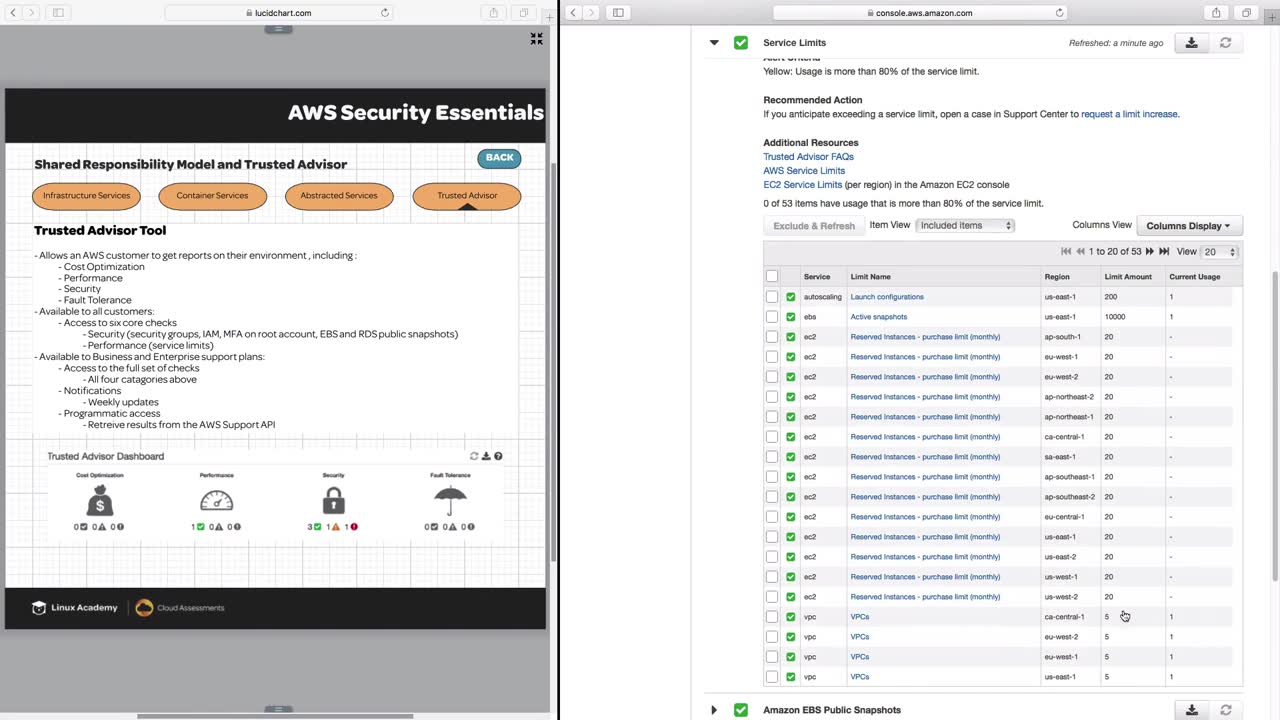 lucidchart.com
AWS Security Essentials
Shared Responsibility Model and Trusted Advisor
BACK
Infrastructure Services
Container Services
Abstracted Services
Trusted Advisor
Trusted Advisor Tool
- Allows an AWS customer to get reports on their environment , including :
- Cost Optimization
- Performance
- Security
- Fault Tolerance
- Available to all customers:
- Access to six core checks
- Security (security groups, IAM, MFA on root account, EBS and RDS public snapshots)
- Performance (service limits)
- Available to Business and Enterprise support plans:
- Access to the full set of checks
- All four catagories above
- Notifications
- Weekly updates
- Programmatic access
- Retreive results from the AWS Support API
Trusted Advisor Dashboard
Cost Optimization Performance Security Fault Tolerance
$
0 0 0 1 0 0 3 1 1 0 0 0
Linux Academy Cloud Assessments
console.aws.amazon.com
Service Limits Refreshed: a minute ago
Alert Criteria
Yellow: Usage is more than 80% of the service limit.
Recommended Action
If you anticipate exceeding a service limit, open a case in Support Center to request a limit increase.
Additional Resources
Trusted Advisor FAQs
AWS Service Limits
EC2 Service Limits (per region) in the Amazon EC2 console
0 of 53 items have usage that is more than 80% of the service limit.
Exclude & Refresh Item View Included items Columns View Columns Display
1 to 20 of 53 View 20
Service Limit Name Region Limit Amount Current Usage
autoscaling Launch configurations us-east-1 200 1
ebs Active snapshots us-east-1 10000 1
ec2 Reserved Instances - purchase limit (monthly) ap-south-1 20 -
ec2 Reserved Instances - purchase limit (monthly) eu-west-1 20 -
ec2 Reserved Instances - purchase limit (monthly) eu-west-2 20 -
ec2 Reserved Instances - purchase limit (monthly) ap-northeast-2 20 -
ec2 Reserved Instances - purchase limit (monthly) ap-northeast-1 20 -
ec2 Reserved Instances - purchase limit (monthly) ca-central-1 20 -
ec2 Reserved Instances - purchase limit (monthly) sa-east-1 20 -
ec2 Reserved Instances - purchase limit (monthly) ap-southeast-1 20 -
ec2 Reserved Instances - purchase limit (monthly) ap-southeast-2 20 -
ec2 Reserved Instances - purchase limit (monthly) eu-central-1 20 -
ec2 Reserved Instances - purchase limit (monthly) us-east-1 20 -
ec2 Reserved Instances - purchase limit (monthly) us-east-2 20 -
ec2 Reserved Instances - purchase limit (monthly) us-west-1 20 -
ec2 Reserved Instances - purchase limit (monthly) us-west-2 20 -
vpc VPCs ca-central-1 5 1
vpc VPCs eu-west-2 5 1
vpc VPCs eu-west-1 5 1
vpc VPCs us-east-1 5 1
Amazon EBS Public Snapshots